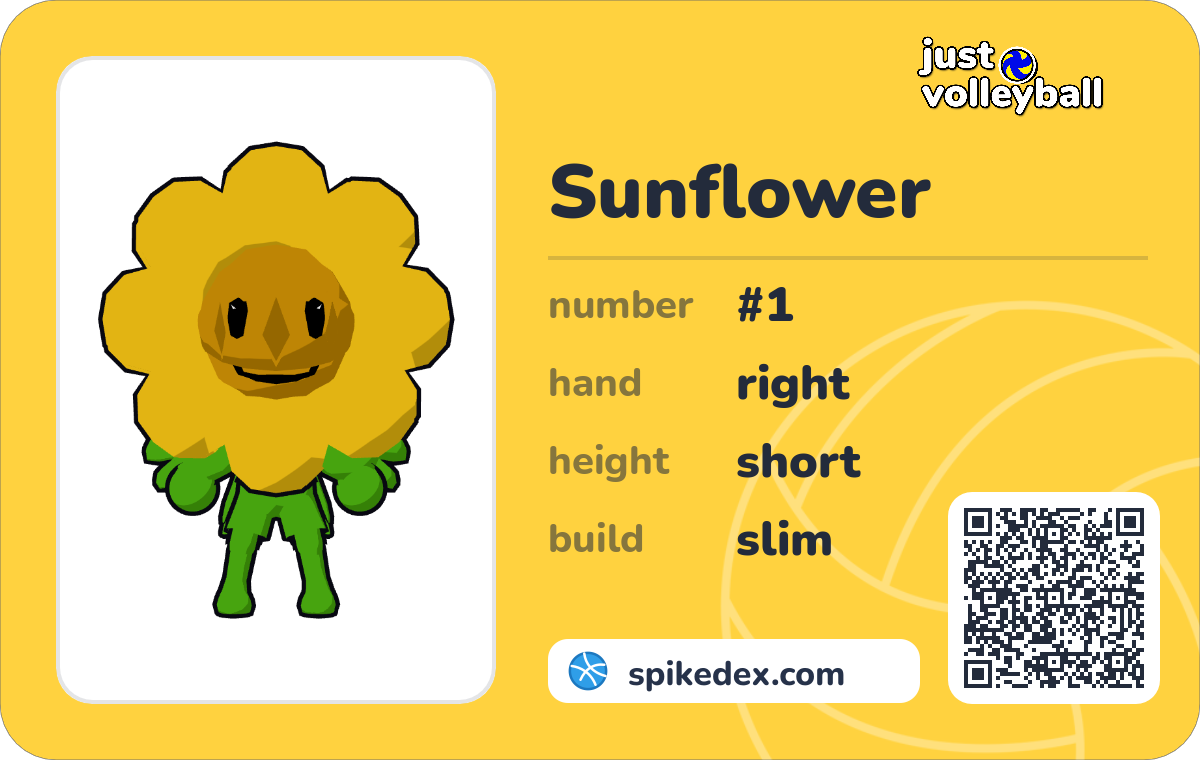 just
volleyball
Sunflower
number #1
hand right
height short
build slim
spikedex.com